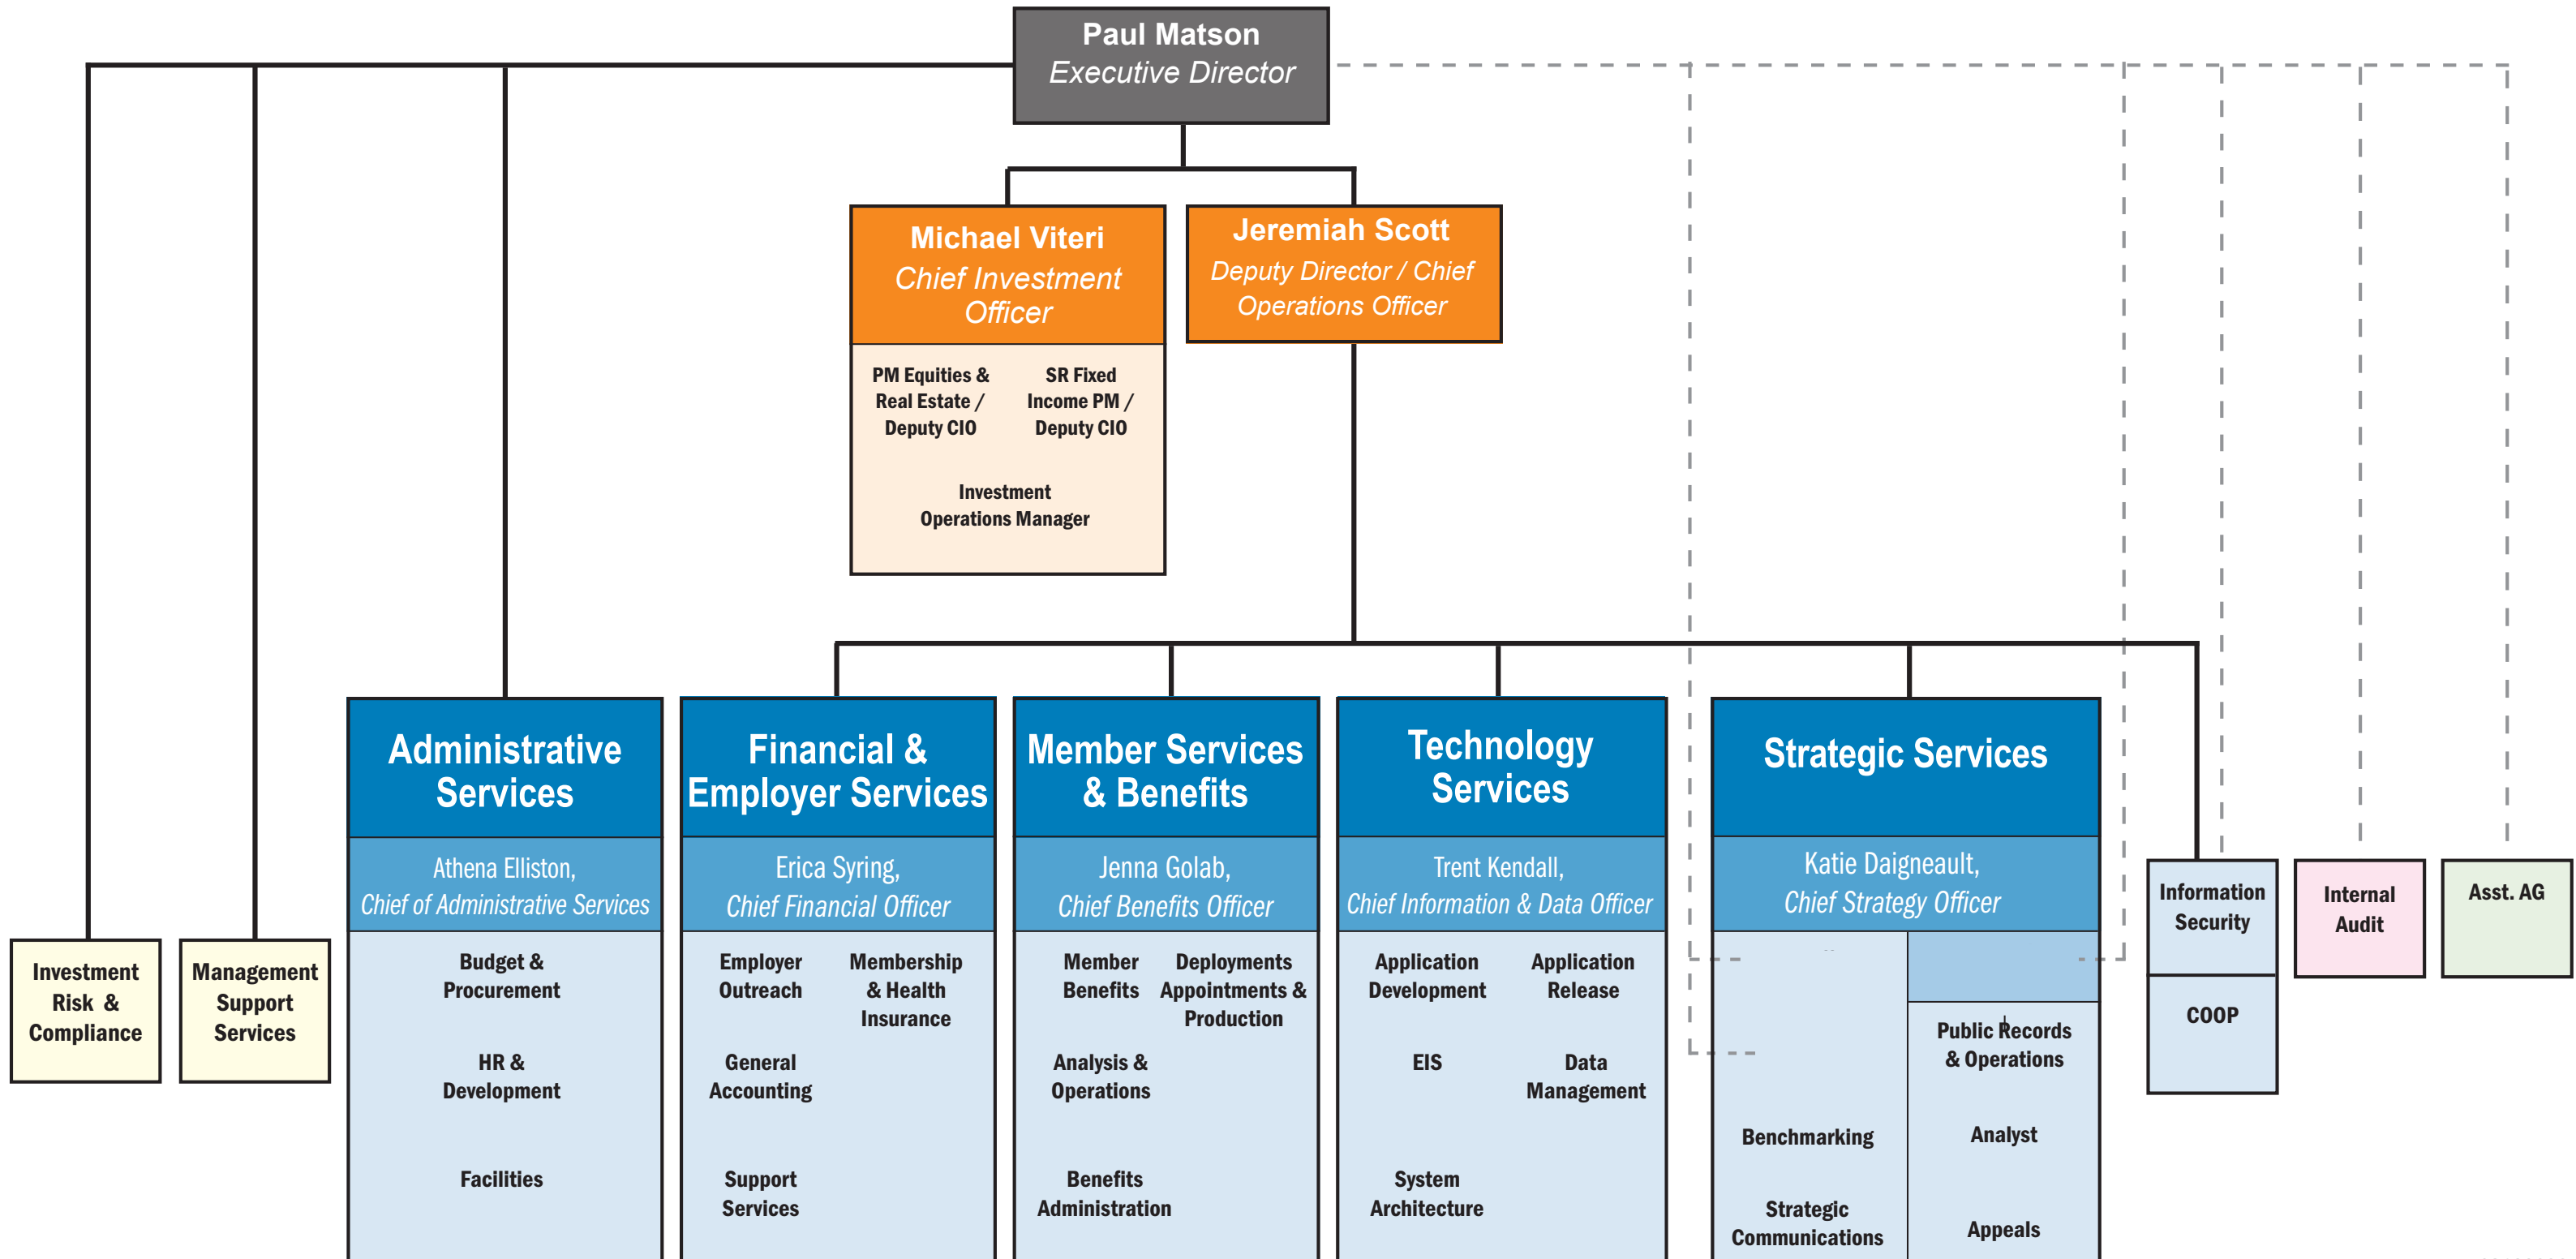 Paul Matson
Executive Director
Michael Viteri
Chief Investment
Officer
PM Equities &
Real Estate /
Deputy CIO
SR Fixed
Income PM /
Deputy CIO
Investment
Operations Manager
Jeremiah Scott
Deputy Director / Chief
Operations Officer
Investment
Risk &
Compliance
Management
Support
Services
Administrative
Services
Athena Elliston,
Chief of Administrative Services
Budget &
Procurement
HR &
Development
Facilities
Financial &
Employer Services
Erica Syring,
Chief Financial Officer
Employer
Outreach
Membership
& Health
Insurance
General
Accounting
Support
Services
Member Services
& Benefits
Jenna Golab,
Chief Benefits Officer
Member
Benefits
Deployments
Appointments &
Production
Analysis &
Operations
Benefits
Administration
Technology
Services
Trent Kendall,
Chief Information & Data Officer
Application
Development
Application
Release
EIS
Data
Management
System
Architecture
Strategic Services
Katie Daigneault,
Chief Strategy Officer
Benchmarking
Strategic
Communications
Public Records
& Operations
Analyst
Appeals
Information
Security
COOP
Internal
Audit
Asst. AG